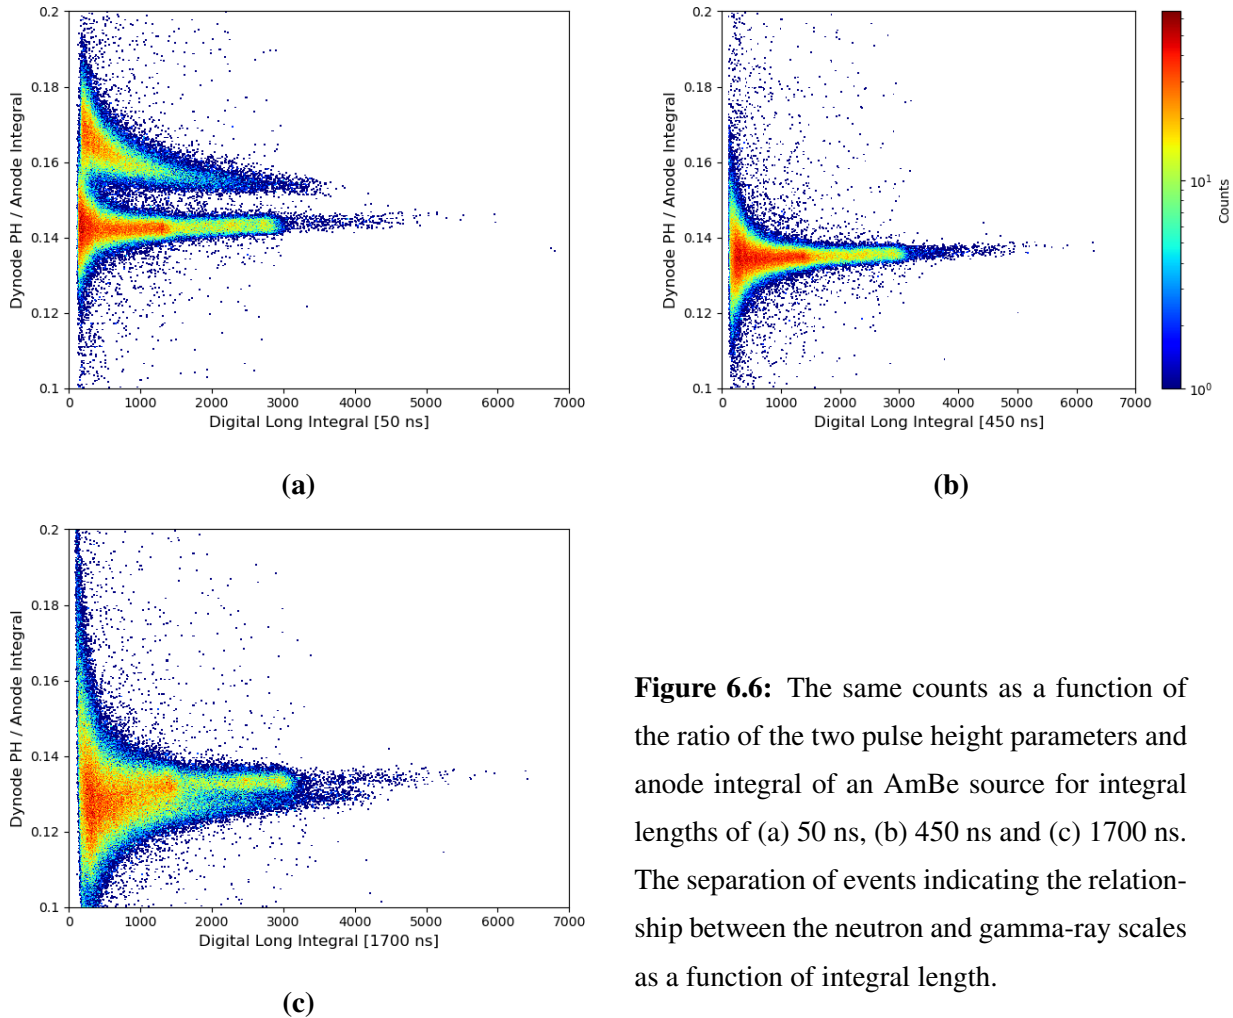 0.2
0.18
0.16
0.14
0.12
0.1
Dynode PH / Anode Integral
0 1000 2000 3000 4000 5000 6000 7000
Digital Long Integral [50 ns]
(a)
0.2
0.18
0.16
0.14
0.12
0.1
Dynode PH / Anode Integral
0 1000 2000 3000 4000 5000 6000 7000
Digital Long Integral [450 ns]
10¹
10⁰
Counts
(b)
0.2
0.18
0.16
0.14
0.12
0.1
Dynode PH / Anode Integral
0 1000 2000 3000 4000 5000 6000 7000
Digital Long Integral [1700 ns]
(c)
Figure 6.6: The same counts as a function of
the ratio of the two pulse height parameters and
anode integral of an AmBe source for integral
lengths of (a) 50 ns, (b) 450 ns and (c) 1700 ns.
The separation of events indicating the relation-
ship between the neutron and gamma-ray scales
as a function of integral length.